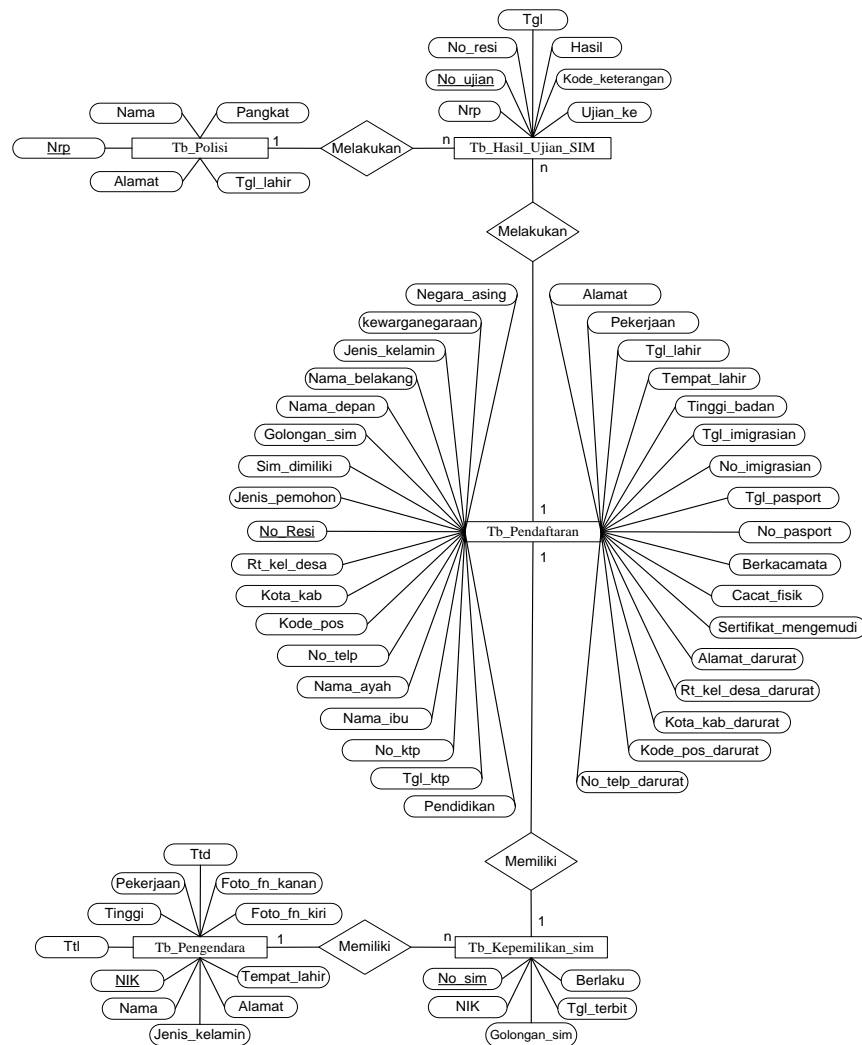 Tgl
No_resi
Hasil
No_ujian
Kode_keterangan
Nrp
Ujian_ke
Nama
Pangkat
Nrp
Tb_Polisi
1
Melakukan
n
Tb_Hasil_Ujian_SIM
Alamat
Tgl_lahir
n
Melakukan
Negara_asing
Alamat
kewarganegaraan
Pekerjaan
Jenis_kelamin
Tgl_lahir
Nama_belakang
Tempat_lahir
Nama_depan
Tinggi_badan
Golongan_sim
Tgl_imigrasian
Sim_dimiliki
No_imigrasian
Jenis_pemohon
Tgl_pasport
1
No_Resi
Tb_Pendaftaran
No_pasport
1
Rt_kel_desa
Berkacamata
Kota_kab
Cacat_fisik
Kode_pos
Sertifikat_mengemudi
No_telp
Alamat_darurat
Nama_ayah
Rt_kel_desa_darurat
Nama_ibu
Kota_kab_darurat
No_ktp
Kode_pos_darurat
Tgl_ktp
No_telp_darurat
Pendidikan
Memiliki
Ttd
Pekerjaan
Foto_fn_kanan
Tinggi
Foto_fn_kiri
1
Ttl
Tb_Pengendara
1
Memiliki
n
Tb_Kepemilikan_sim
NIK
Tempat_lahir
No_sim
Berlaku
Nama
Alamat
NIK
Tgl_terbit
Jenis_kelamin
Golongan_sim